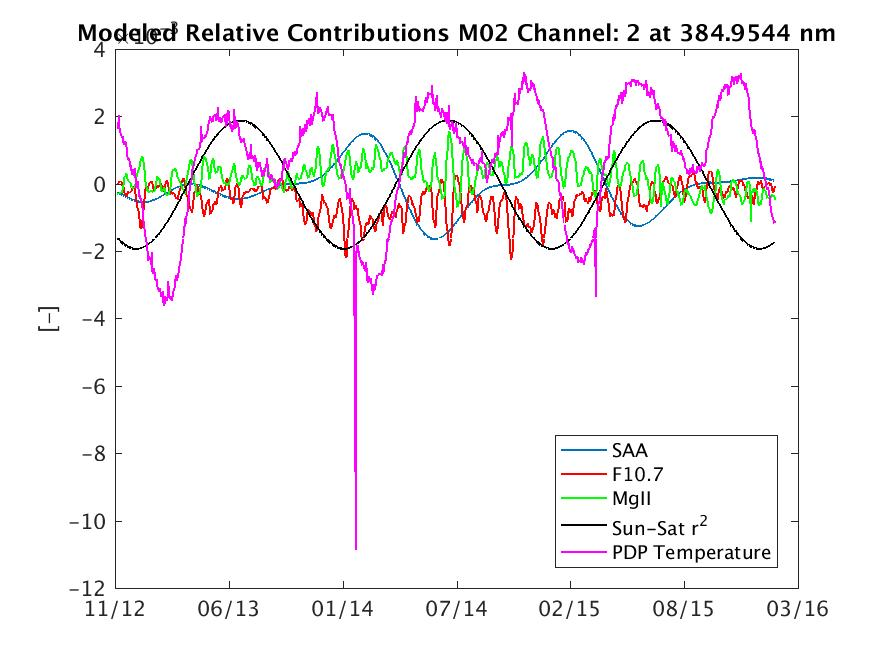 Modeled Relative Contributions M02 Channel: 2 at 384.9544 nm
×10⁻³
4
2
0
−2
−4
−6
−8
−10
−12
[−]
11/12 06/13 01/14 07/14 02/15 08/15 03/16
SAA
F10.7
MgII
Sun−Sat r²
PDP Temperature